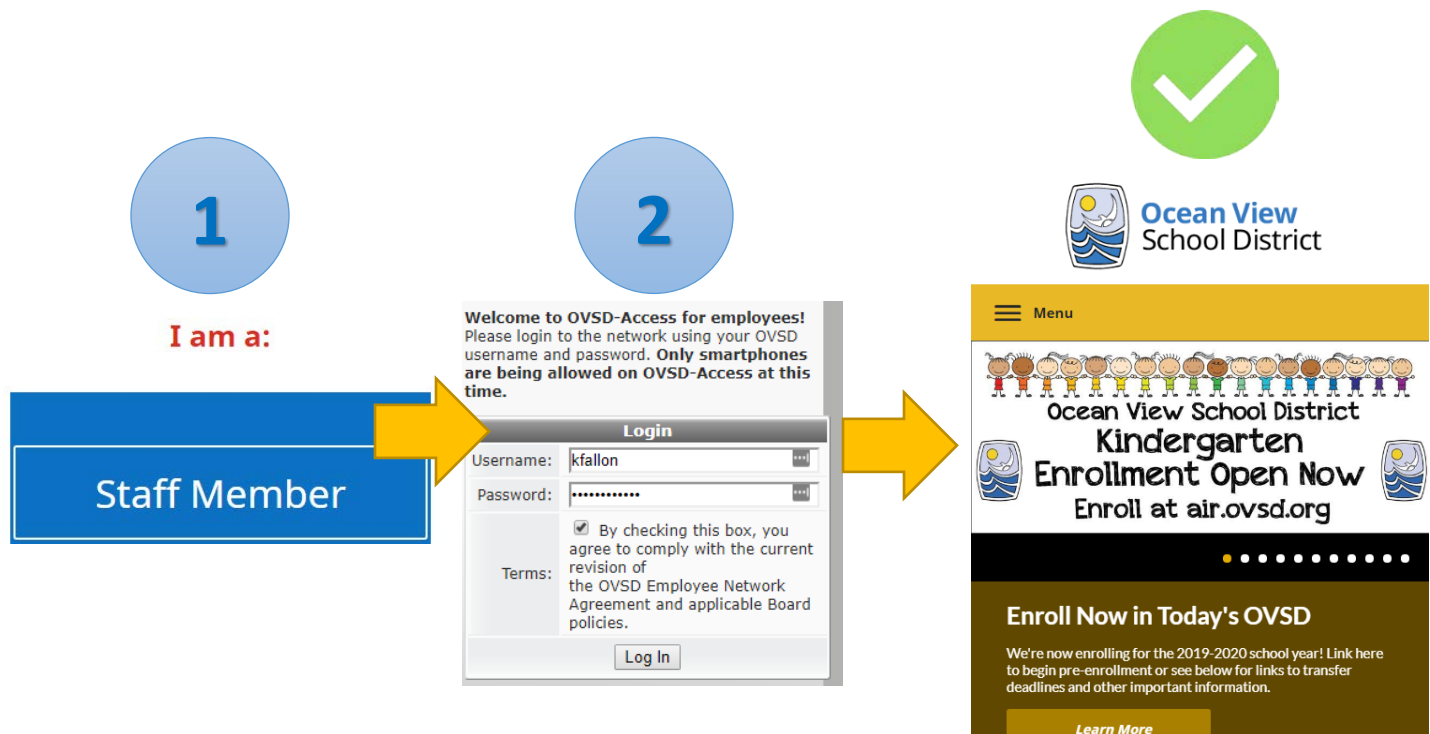 1
I am a:
Staff Member
2
Welcome to OVSD-Access for employees!
Please login to the network using your OVSD
username and password. Only smartphones
are being allowed on OVSD-Access at this
time.
Login
Username: kfallon
Password: ••••••••••••
Terms:
By checking this box, you
agree to comply with the current
revision of
the OVSD Employee Network
Agreement and applicable Board
policies.
Log In
Ocean View
School District
Menu
Ocean View School District
Kindergarten
Enrollment Open Now
Enroll at air.ovsd.org
Enroll Now in Today's OVSD
We're now enrolling for the 2019-2020 school year! Link here
to begin pre-enrollment or see below for links to transfer
deadlines and other important information.
Learn More